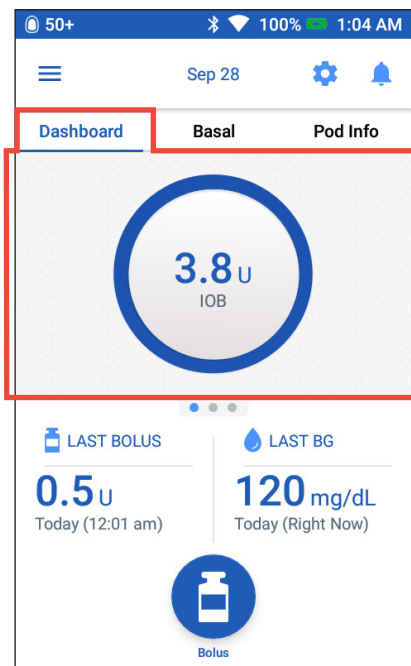 50+ 100% 1:04 AM
Sep 28
Dashboard Basal Pod Info
3.8 U
IOB
LAST BOLUS LAST BG
0.5 U 120 mg/dL
Today (12:01 am) Today (Right Now)
Bolus